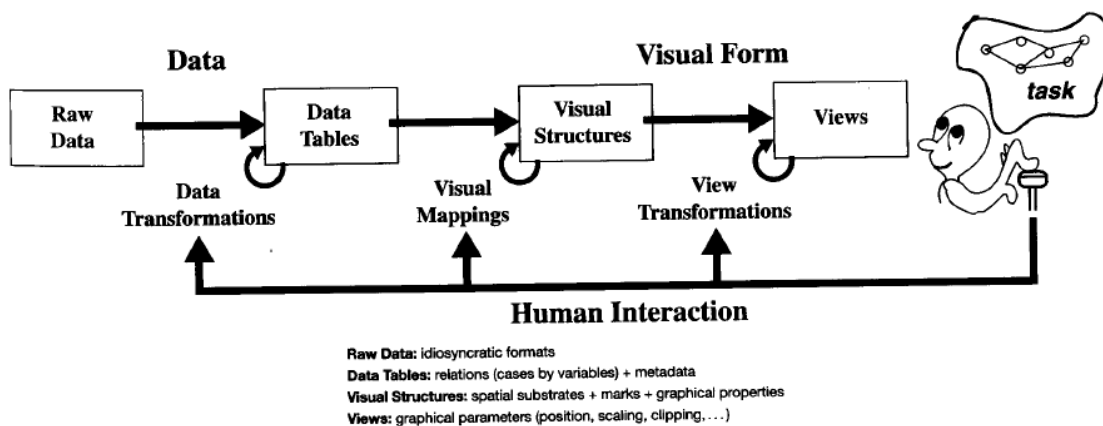 Data
Visual Form
task
Raw
Data
Data
Tables
Visual
Structures
Views
Data
Transformations
Visual
Mappings
View
Transformations
Human Interaction
Raw Data: idiosyncratic formats
Data Tables: relations (cases by variables) + metadata
Visual Structures: spatial substrates + marks + graphical properties
Views: graphical parameters (position, scaling, clipping, ...)